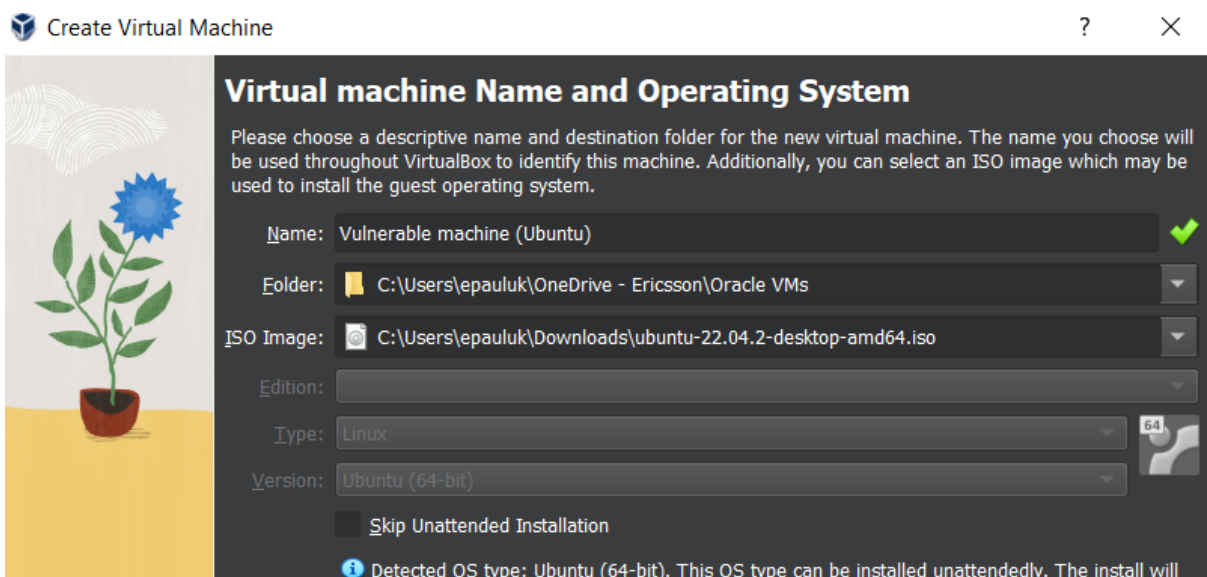 Create Virtual Machine
?
Virtual machine Name and Operating System
Please choose a descriptive name and destination folder for the new virtual machine. The name you choose will
be used throughout VirtualBox to identify this machine. Additionally, you can select an ISO image which may be
used to install the guest operating system.
Name: Vulnerable machine (Ubuntu)
Folder: C:\Users\epauluk\OneDrive - Ericsson\Oracle VMs
ISO Image: C:\Users\epauluk\Downloads\ubuntu-22.04.2-desktop-amd64.iso
Edition:
Type: Linux
64
Version: Ubuntu (64-bit)
Skip Unattended Installation
Detected OS type: Ubuntu (64-bit). This OS type can be installed unattendedly. The install will